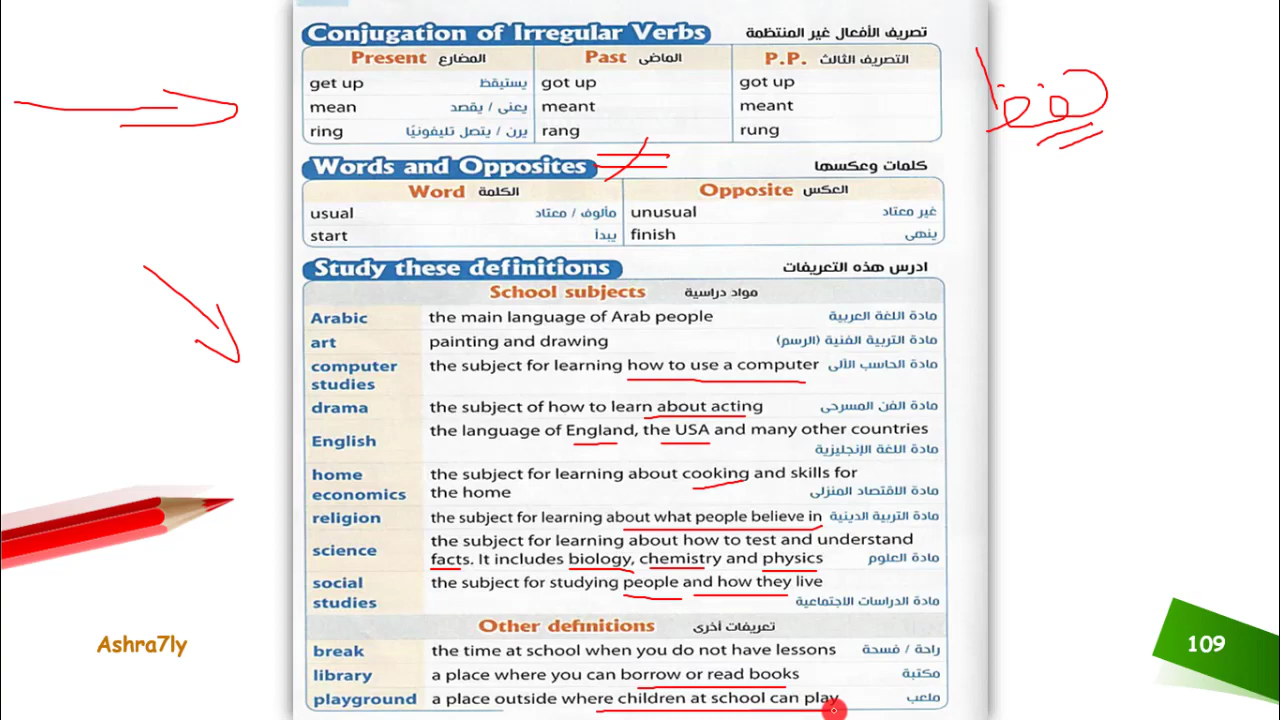 Conjugation of Irregular Verbs تصريف الأفعال غير المنتظمة
Present المضارع Past الماضى P.P. التصريف الثالث
get up يستيقظ got up got up
mean يعنى / يقصد meant meant
ring يرن / يتصل تليفونيًا rang rung
Words and Opposites كلمات وعكسها
Word الكلمة Opposite العكس
usual مألوف / معتاد unusual غير معتاد
start يبدأ finish ينهى
Study these definitions ادرس هذه التعريفات
School subjects مواد دراسية
Arabic the main language of Arab people مادة اللغة العربية
art painting and drawing مادة التربية الفنية (الرسم)
computer the subject for learning how to use a computer مادة الحاسب الآلى
studies
drama the subject of how to learn about acting مادة الفن المسرحى
English the language of England, the USA and many other countries
مادة اللغة الإنجليزية
home the subject for learning about cooking and skills for
economics the home مادة الاقتصاد المنزلى
religion the subject for learning about what people believe in مادة التربية الدينية
science the subject for learning about how to test and understand
facts. It includes biology, chemistry and physics مادة العلوم
social the subject for studying people and how they live
studies مادة الدراسات الاجتماعية
Other definitions تعريفات أخرى
break the time at school when you do not have lessons راحة / فسحة
library a place where you can borrow or read books مكتبة
playground a place outside where children at school can play ملعب
Ashra7ly
109